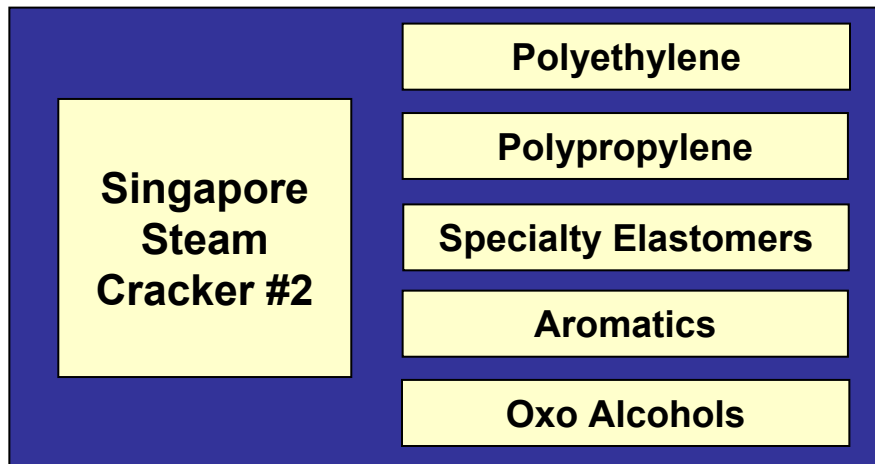 Singapore
Steam
Cracker #2
Polyethylene
Polypropylene
Specialty Elastomers
Aromatics
Oxo Alcohols